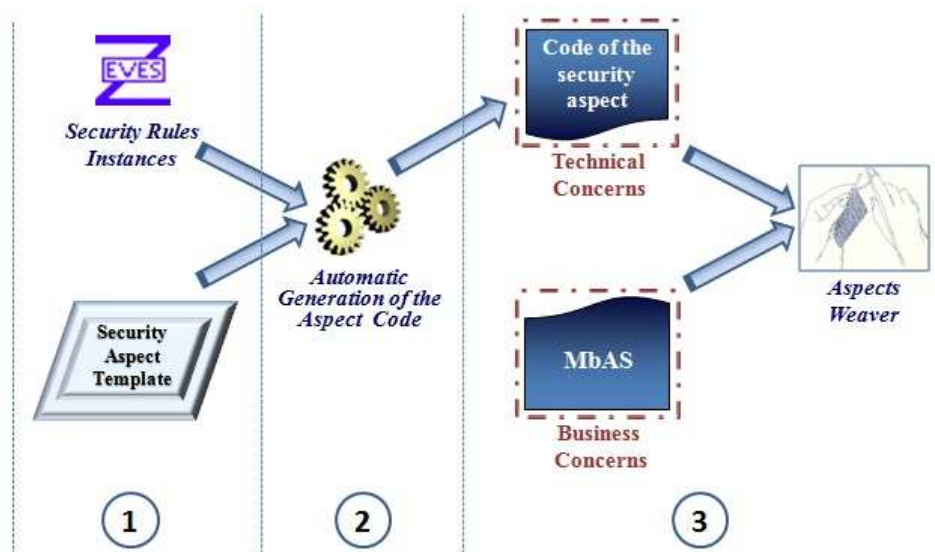 EVES
Security Rules
Instances
Security
Aspect
Template
1
Automatic
Generation of the
Aspect Code
2
Code of the
security
aspect
Technical
Concerns
MbAS
Business
Concerns
Aspects
Weaver
3